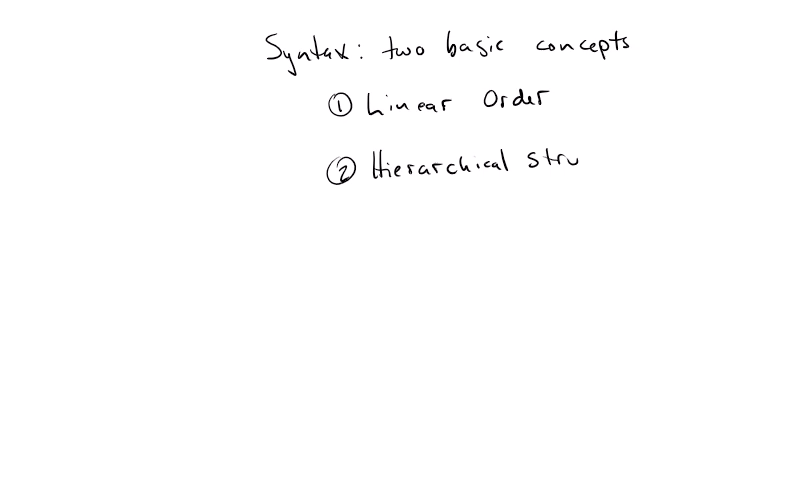 Syntax: two basic concepts
① Linear Order
② Hierarchical Stru